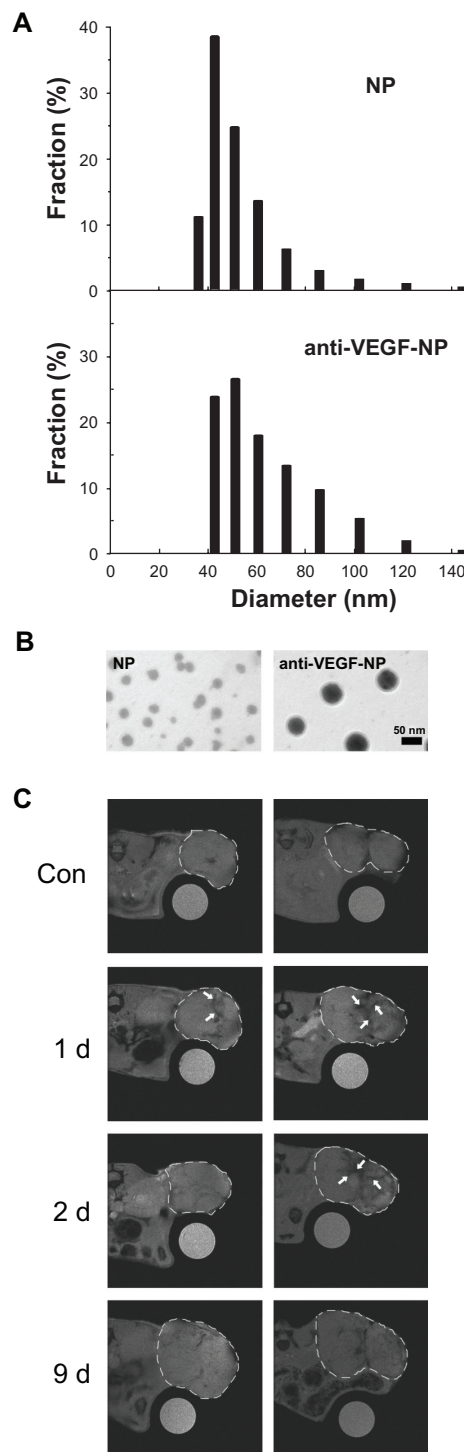 A
40
30
20
10
0
Fraction (%)
NP
30
20
10
0
Fraction (%)
anti-VEGF-NP
0 20 40 60 80 100 120 140
Diameter (nm)
B
NP
anti-VEGF-NP
50 nm
C
Con
1 d
2 d
9 d